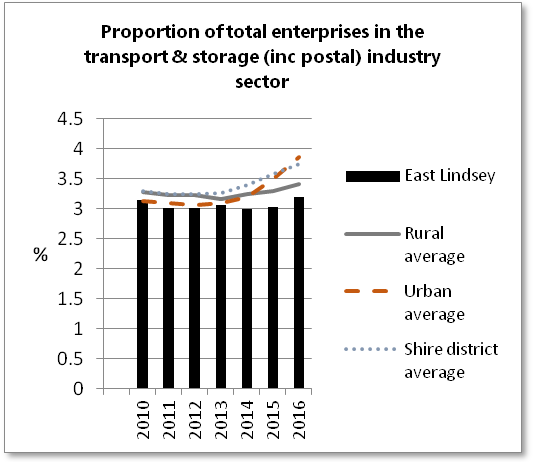 Proportion of total enterprises in the
transport & storage (inc postal) industry
sector
4.5
4
3.5
3
2.5
2
1.5
1
0.5
0
%
2010
2011
2012
2013
2014
2015
2016
East Lindsey
Rural
average
Urban
average
Shire district
average